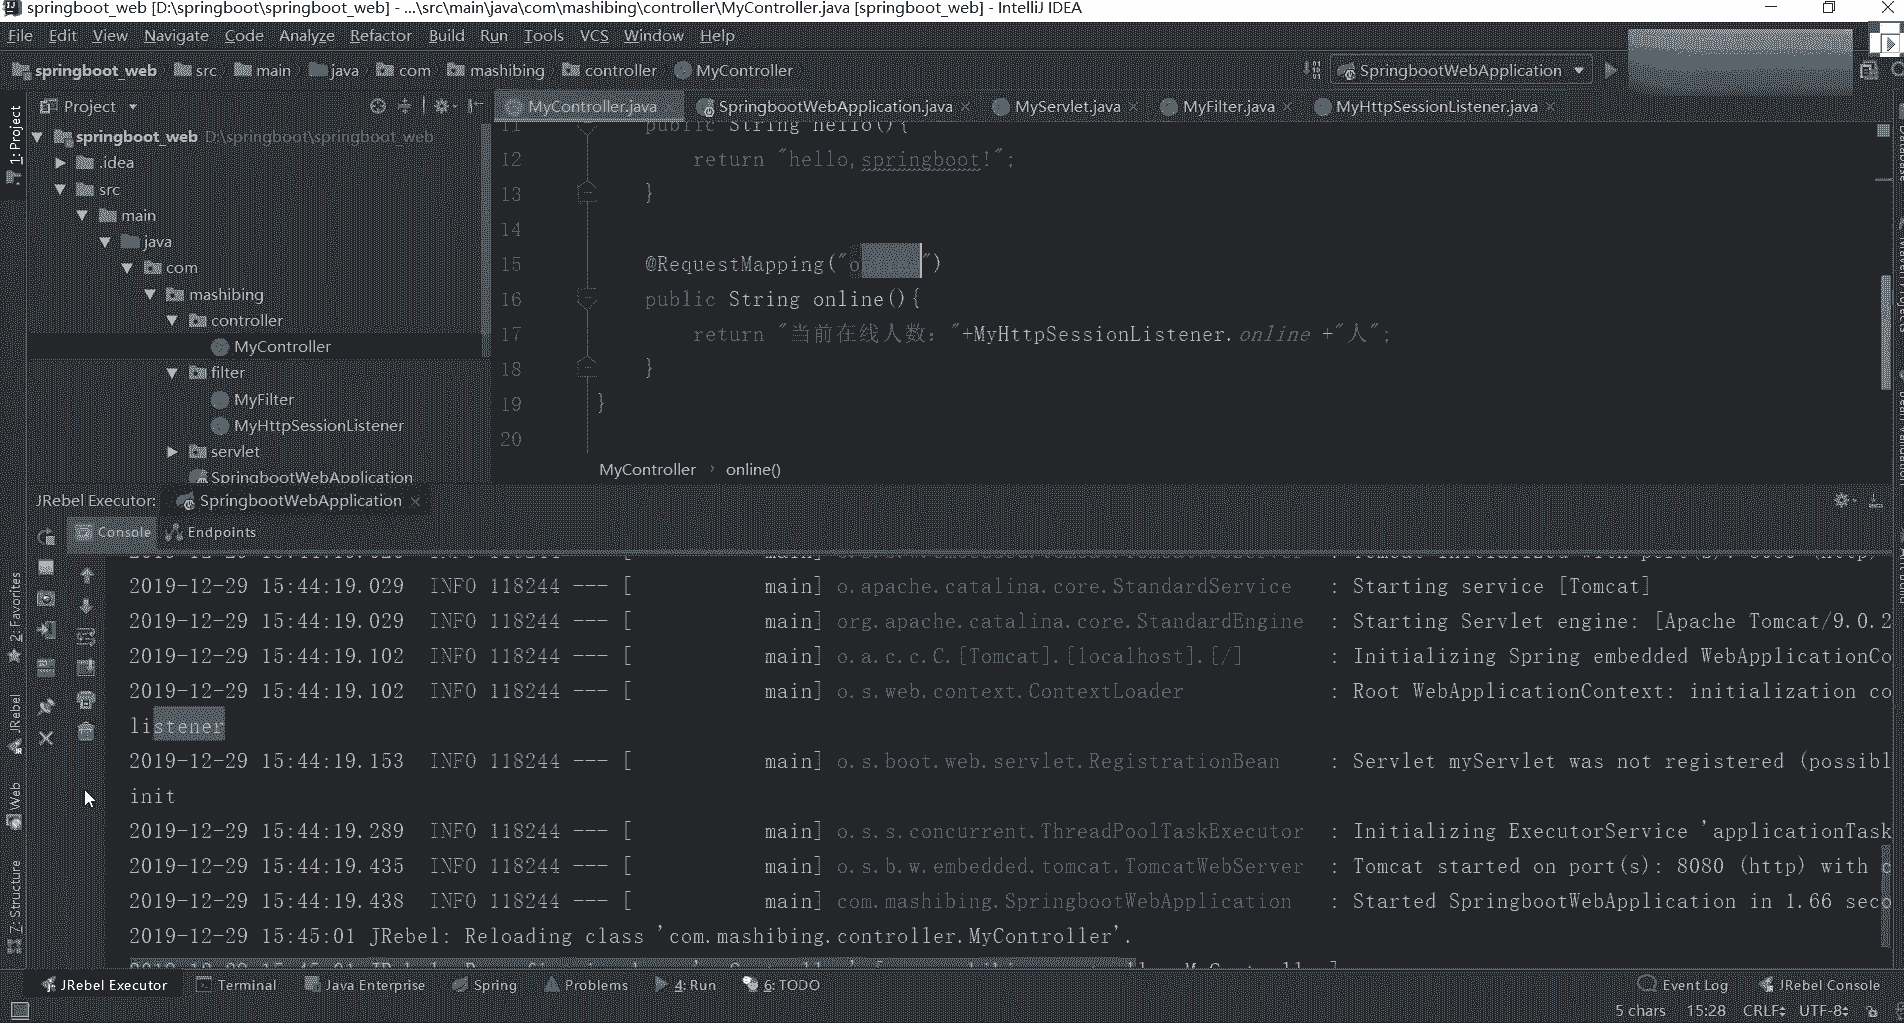 springboot_web [D:\springboot\springboot_web] - ...\src\main\java\com\mashibing\controller\MyController.java [springboot_web] - IntelliJ IDEA
File Edit View Navigate Code Analyze Refactor Build Run Tools VCS Window Help
springboot_web src main java com mashibing controller MyController SpringbootWebApplication
1: Project
Project
MyController.java SpringbootWebApplication.java MyServlet.java MyFilter.java MyHttpSessionListener.java
springboot_web D:\springboot\springboot_web
.idea
src
main
java
com
mashibing
controller
MyController
filter
MyFilter
MyHttpSessionListener
servlet
SpringbootWebApplication
11 public String hello(){
12 return "hello,springboot!";
13 }
14
15 @RequestMapping("o ")
16 public String online(){
17 return "当前在线人数："+MyHttpSessionListener.online +"人";
18 }
19 }
20
MyController › online()
JRebel Executor: SpringbootWebApplication
Console Endpoints
2019-12-29 15:44:19.029 INFO 118244 --- [ main] o.apache.catalina.core.StandardService : Starting service [Tomcat]
2019-12-29 15:44:19.029 INFO 118244 --- [ main] org.apache.catalina.core.StandardEngine : Starting Servlet engine: [Apache Tomcat/9.0.2
2019-12-29 15:44:19.102 INFO 118244 --- [ main] o.a.c.c.C.[Tomcat].[localhost].[/] : Initializing Spring embedded WebApplicationCo
2019-12-29 15:44:19.102 INFO 118244 --- [ main] o.s.web.context.ContextLoader : Root WebApplicationContext: initialization co
listener
2019-12-29 15:44:19.153 INFO 118244 --- [ main] o.s.boot.web.servlet.RegistrationBean : Servlet myServlet was not registered (possibl
init
2019-12-29 15:44:19.289 INFO 118244 --- [ main] o.s.s.concurrent.ThreadPoolTaskExecutor : Initializing ExecutorService 'applicationTask
2019-12-29 15:44:19.435 INFO 118244 --- [ main] o.s.b.w.embedded.tomcat.TomcatWebServer : Tomcat started on port(s): 8080 (http) with c
2019-12-29 15:44:19.438 INFO 118244 --- [ main] com.mashibing.SpringbootWebApplication : Started SpringbootWebApplication in 1.66 seco
2019-12-29 15:45:01 JRebel: Reloading class 'com.mashibing.controller.MyController'.
2: Favorites
JRebel
Web
7: Structure
JRebel Executor Terminal Java Enterprise Spring Problems 4: Run 6: TODO Event Log JRebel Console
5 chars 15:28 CRLF UTF-8